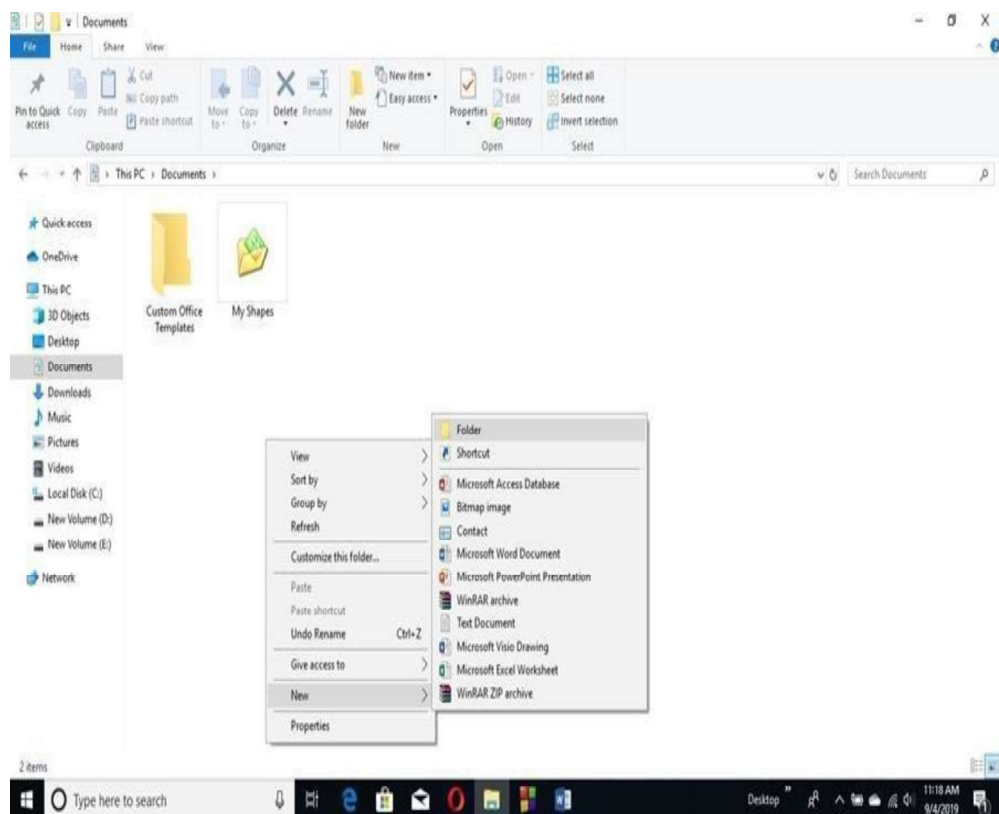 Documents
File Home Share View
Pin to Quick access
Copy
Paste
Cut
Copy path
Paste shortcut
Clipboard
Move to
Copy to
Delete
Rename
Organize
New folder
New item
Easy access
New
Properties
Open
Edit
History
Open
Select all
Select none
Invert selection
Select
This PC > Documents >
Search Documents
Quick access
OneDrive
This PC
3D Objects
Desktop
Documents
Downloads
Music
Pictures
Videos
Local Disk (C:)
New Volume (D:)
New Volume (E:)
Network
Custom Office
Templates
My Shapes
View
Sort by
Group by
Refresh
Customize this folder...
Paste
Paste shortcut
Undo Rename Ctrl+Z
Give access to
New
Properties
Folder
Shortcut
Microsoft Access Database
Bitmap image
Contact
Microsoft Word Document
Microsoft PowerPoint Presentation
WinRAR archive
Text Document
Microsoft Visio Drawing
Microsoft Excel Worksheet
WinRAR ZIP archive
2 items
Type here to search
Desktop
11:18 AM
9/4/2019